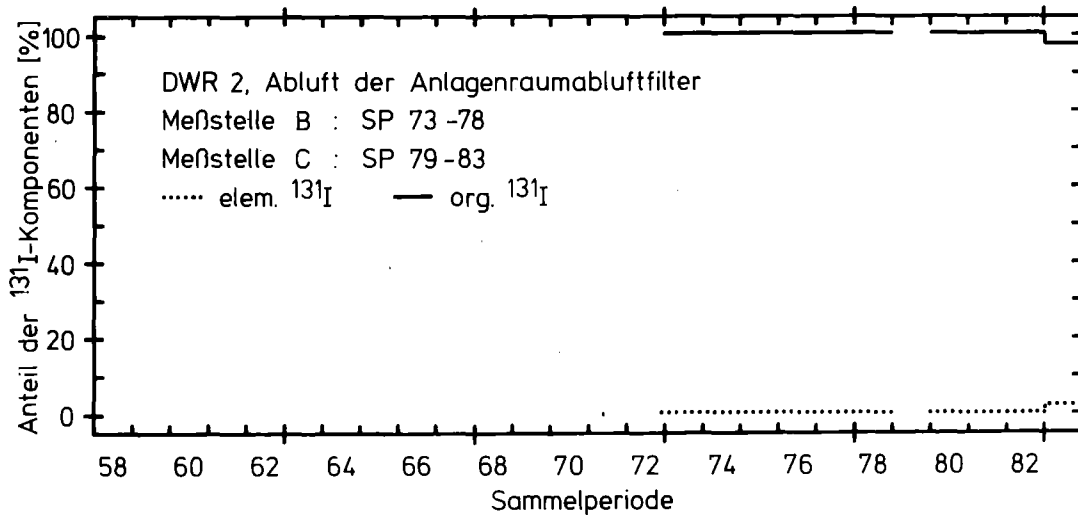 Anteil der ¹³¹I-Komponenten [%]
100
80
60
40
20
0
DWR 2, Abluft der Anlagenraumabluftfilter
Meßstelle B : SP 73 -78
Meßstelle C : SP 79 -83
elem. ¹³¹I org. ¹³¹I
58 60 62 64 66 68 70 72 74 76 78 80 82
Sammelperiode